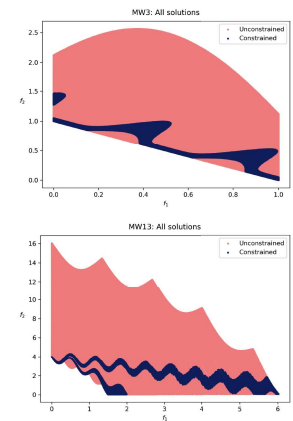 MW3: All solutions
Unconstrained
Constrained
2.5
2.0
1.5
f₂
1.0
0.5
0.0
0.0 0.2 0.4 0.6 0.8 1.0
f₁
MW13: All solutions
Unconstrained
Constrained
16
14
12
10
f₂
8
6
4
2
0
0 1 2 3 4 5 6
f₁